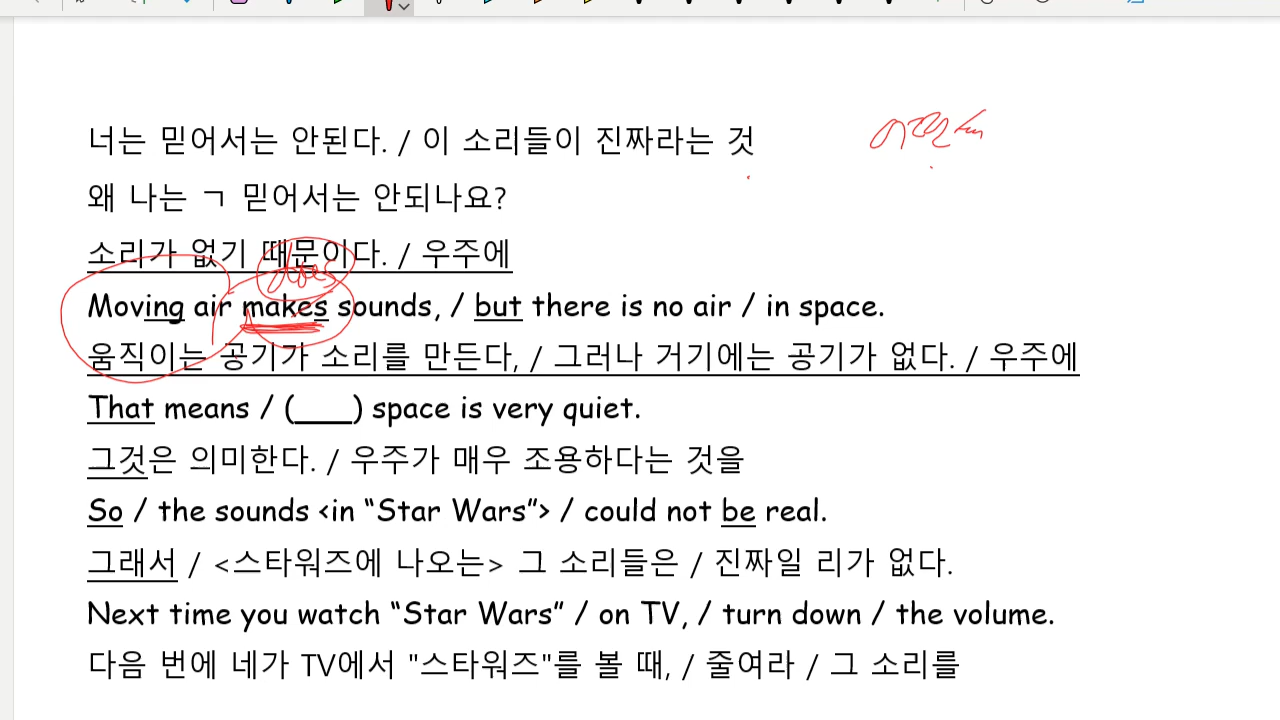 너는 믿어서는 안된다. / 이 소리들이 진짜라는 것
왜 나는 ㄱ 믿어서는 안되나요?
소리가 없기 때문이다. / 우주에
does
Moving air makes sounds, / but there is no air / in space.
움직이는 공기가 소리를 만든다, / 그러나 거기에는 공기가 없다. / 우주에
That means / (___) space is very quiet.
그것은 의미한다. / 우주가 매우 조용하다는 것을
So / the sounds <in “Star Wars”> / could not be real.
그래서 / <스타워즈에 나오는> 그 소리들은 / 진짜일 리가 없다.
Next time you watch “Star Wars” / on TV, / turn down / the volume.
다음 번에 네가 TV에서 "스타워즈"를 볼 때, / 줄여라 / 그 소리를